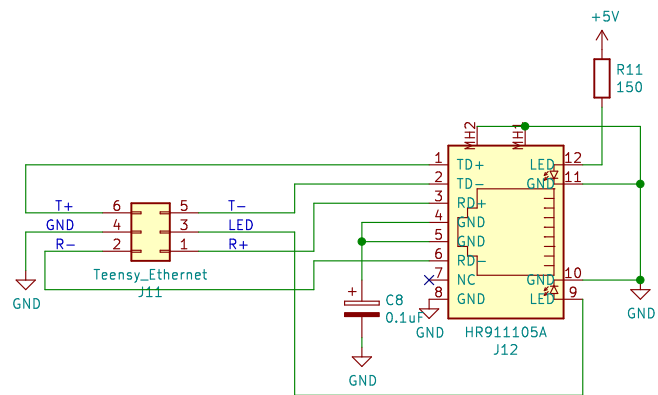 +5V
R11
150
MH2
MH1
1 TD+ LED 12
2 TD- GND 11
3 RD+
4 GND
5 GND
6 RD-
7 NC GND 10
8 GND LED 9
HR911105A
J12
T+ 6 5 T-
GND 4 3 LED
R- 2 1 R+
Teensy_Ethernet
J11
GND
+
C8
0.1uF
GND
GND
GND